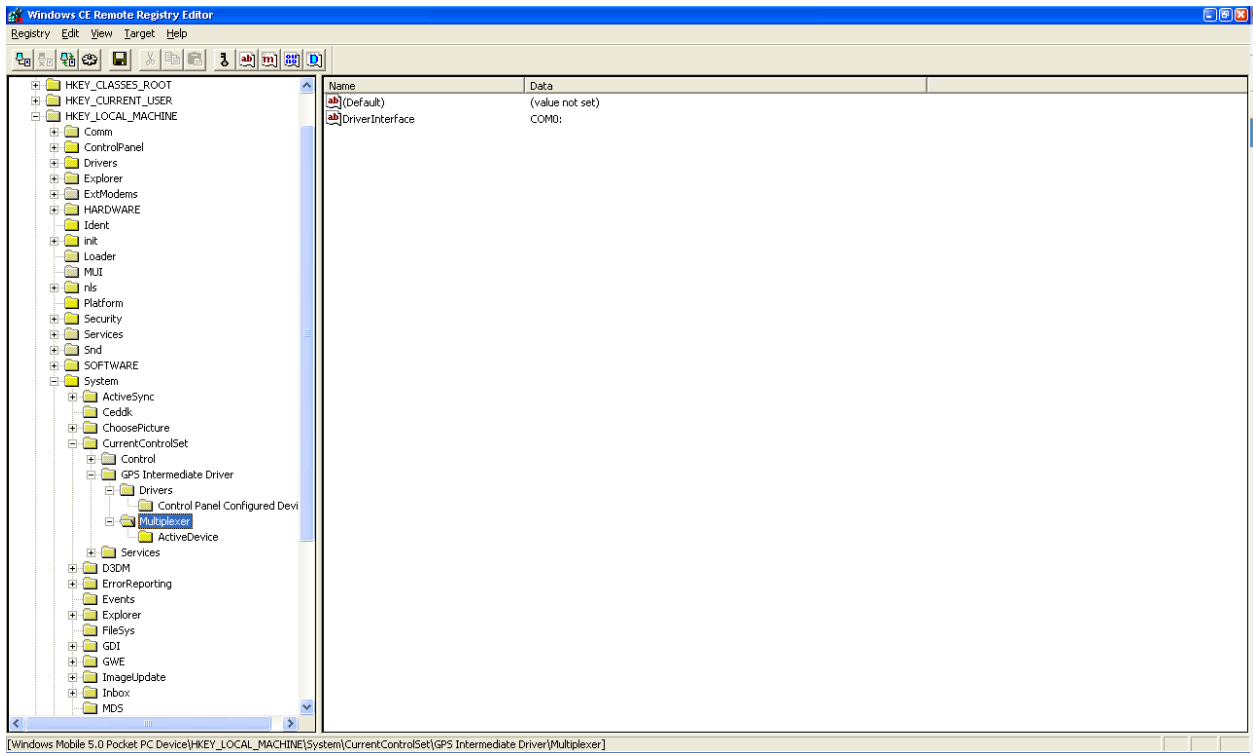 Windows CE Remote Registry Editor
Registry Edit View Target Help
HKEY_CLASSES_ROOT
HKEY_CURRENT_USER
HKEY_LOCAL_MACHINE
Comm
ControlPanel
Drivers
Explorer
ExtModems
HARDWARE
Ident
init
Loader
MUI
nls
Platform
Security
Services
Snd
SOFTWARE
System
ActiveSync
Ceddk
ChoosePicture
CurrentControlSet
Control
GPS Intermediate Driver
Drivers
Control Panel Configured Devi
Multiplexer
ActiveDevice
Services
D3DM
ErrorReporting
Events
Explorer
FileSys
GDI
GWE
ImageUpdate
Inbox
MDS
Name Data
(Default) (value not set)
DriverInterface COM0:
[Windows Mobile 5.0 Pocket PC Device\HKEY_LOCAL_MACHINE\System\CurrentControlSet\GPS Intermediate Driver\Multiplexer]